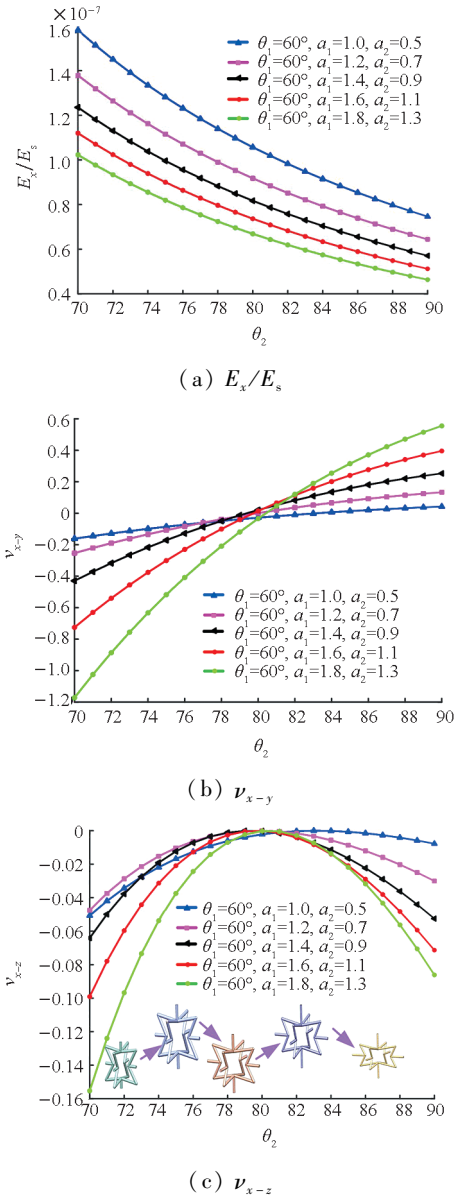 ×10⁻⁷
1.6
1.4
1.2
1.0
0.8
0.6
0.4
Eₓ/Eₛ
θ₁=60°, a₁=1.0, a₂=0.5
θ₁=60°, a₁=1.2, a₂=0.7
θ₁=60°, a₁=1.4, a₂=0.9
θ₁=60°, a₁=1.6, a₂=1.1
θ₁=60°, a₁=1.8, a₂=1.3
70 72 74 76 78 80 82 84 86 88 90
θ₂
(a) Eₓ/Eₛ
0.6
0.4
0.2
0
−0.2
−0.4
−0.6
−0.8
−1.0
−1.2
νx-y
θ₁=60°, a₁=1.0, a₂=0.5
θ₁=60°, a₁=1.2, a₂=0.7
θ₁=60°, a₁=1.4, a₂=0.9
θ₁=60°, a₁=1.6, a₂=1.1
θ₁=60°, a₁=1.8, a₂=1.3
70 72 74 76 78 80 82 84 86 88 90
θ₂
(b) νx-y
0
−0.02
−0.04
−0.06
−0.08
−0.10
−0.12
−0.14
−0.16
νx-z
θ₁=60°, a₁=1.0, a₂=0.5
θ₁=60°, a₁=1.2, a₂=0.7
θ₁=60°, a₁=1.4, a₂=0.9
θ₁=60°, a₁=1.6, a₂=1.1
θ₁=60°, a₁=1.8, a₂=1.3
70 72 74 76 78 80 82 84 86 88 90
θ₂
(c) νx-z